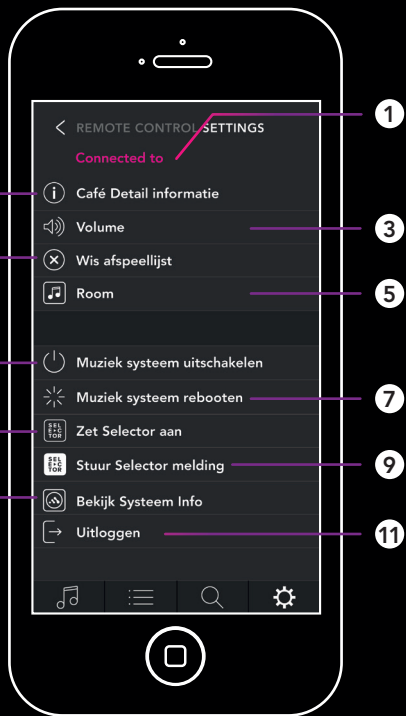 REMOTE CONTROL SETTINGS
1
Connected to
Café Detail informatie
Volume
3
Wis afspeellijst
Room
5
Muziek systeem uitschakelen
Muziek systeem rebooten
7
SEL
E•C
TOR
Zet Selector aan
SEL
E•C
TOR
Stuur Selector melding
9
Bekijk Systeem Info
Uitloggen
11